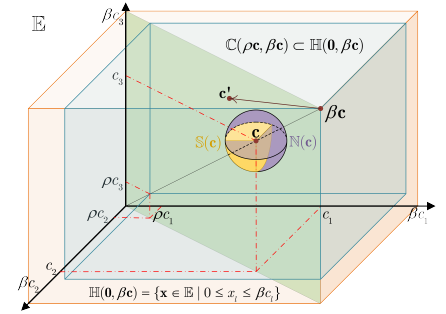 𝔼
βc₃
ℂ(ρ𝐜, β𝐜) ⊂ ℍ(𝟎, β𝐜)
c₃
𝐜'
β𝐜
𝕊(𝐜)
𝐜
ℕ(𝐜)
ρc₃
ρc₂
ρc₁
c₁
βc₁
c₂
βc₂
ℍ(𝟎, β𝐜) = {𝐱 ∈ 𝔼 | 0 ≤ xᵢ ≤ βcᵢ}